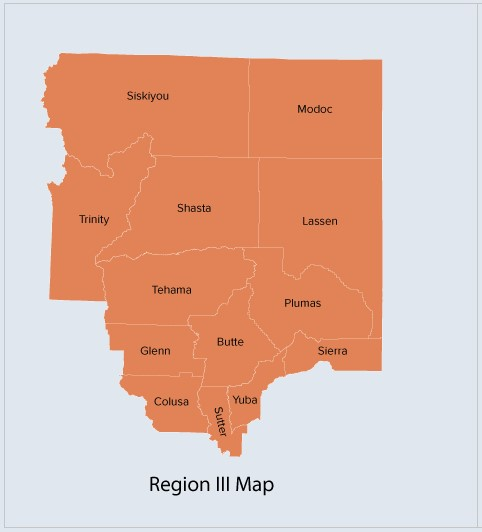 Siskiyou
Modoc
Trinity
Shasta
Lassen
Tehama
Plumas
Glenn
Butte
Sierra
Colusa
Sutter
Yuba
Region III Map